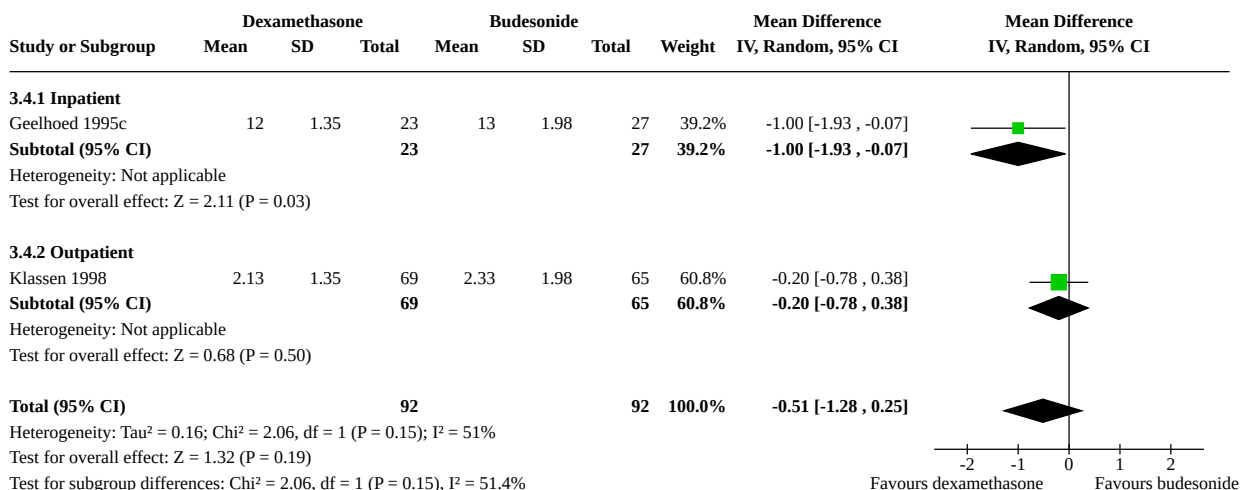 Dexamethasone Budesonide Mean Difference Mean Difference
Study or Subgroup Mean SD Total Mean SD Total Weight IV, Random, 95% CI IV, Random, 95% CI
3.4.1 Inpatient
Geelhoed 1995c 12 1.35 23 13 1.98 27 39.2% -1.00 [-1.93 , -0.07]
Subtotal (95% CI) 23 27 39.2% -1.00 [-1.93 , -0.07]
Heterogeneity: Not applicable
Test for overall effect: Z = 2.11 (P = 0.03)
3.4.2 Outpatient
Klassen 1998 2.13 1.35 69 2.33 1.98 65 60.8% -0.20 [-0.78 , 0.38]
Subtotal (95% CI) 69 65 60.8% -0.20 [-0.78 , 0.38]
Heterogeneity: Not applicable
Test for overall effect: Z = 0.68 (P = 0.50)
Total (95% CI) 92 92 100.0% -0.51 [-1.28 , 0.25]
Heterogeneity: Tau² = 0.16; Chi² = 2.06, df = 1 (P = 0.15); I² = 51%
Test for overall effect: Z = 1.32 (P = 0.19)
-2 -1 0 1 2
Test for subgroup differences: Chi² = 2.06, df = 1 (P = 0.15), I² = 51.4%
Favours dexamethasone Favours budesonide